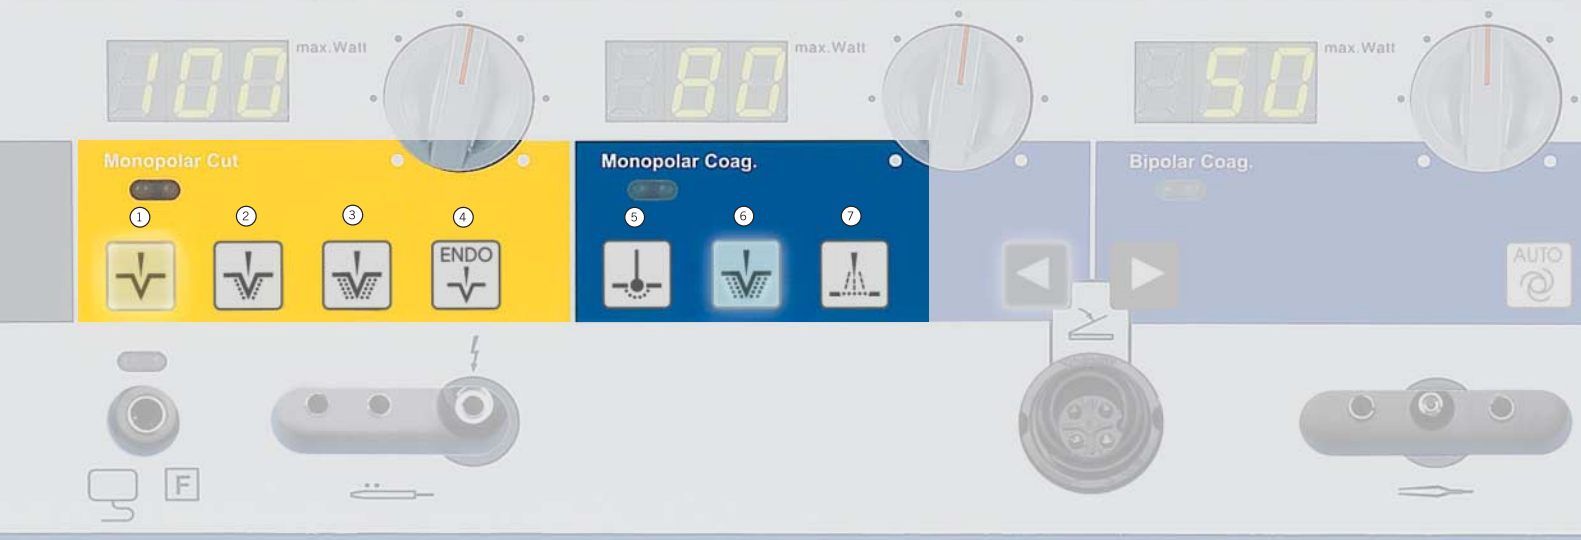 100 max.Watt 80 max.Watt 50 max.Watt
Monopolar Cut Monopolar Coag. Bipolar Coag.
1 2 3 4 5 6 7
ENDO AUTO
F